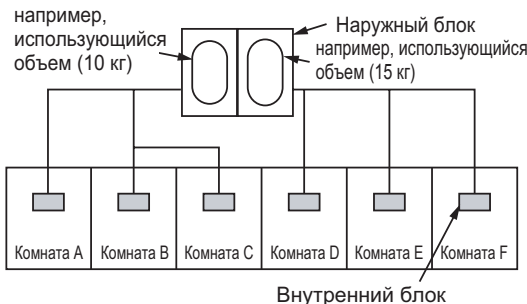 например,
использующийся
объем (10 кг)
Наружный блок
например, использующийся
объем (15 кг)
Комната A
Комната B
Комната C
Комната D
Комната E
Комната F
Внутренний блок